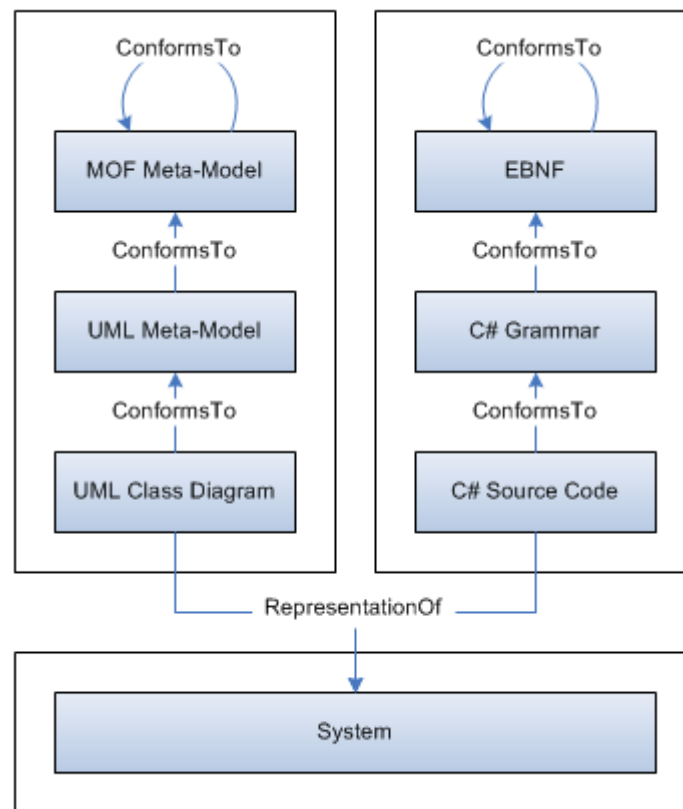 ConformsTo
MOF Meta-Model
ConformsTo
UML Meta-Model
ConformsTo
UML Class Diagram
ConformsTo
EBNF
ConformsTo
C# Grammar
ConformsTo
C# Source Code
RepresentationOf
System